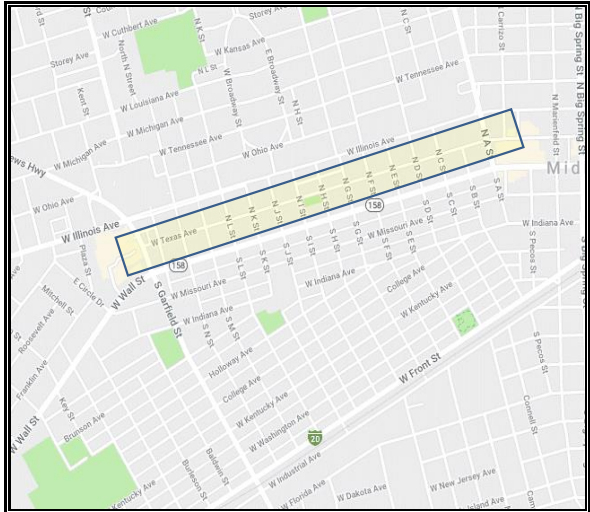 Storey Ave
W Cuthbert Ave
N K St
N C St
Carrizo St
N Big Spring St
N Big Spring St
W Kansas Ave
North N Street
Storey Ave
N L St
W Tennessee Ave
Kent St
W Broadway St
E Broadway St
N H St
W Louisiana Ave
W Michigan Ave
N Marienfeld St
W Tennessee Ave
W Illinois Ave
N A St
W Ohio Ave
W Michigan Ave
ews Hwy
N C St
N D St
N E St
N F St
N G St
N H St
N I St
N J St
N K St
N L St
Mid
S A St
S B St
S C St
S D St
158
W Ohio Ave
W Illinois Ave
W Texas Ave
W Missouri Ave
W Indiana Ave
S E St
S F St
S G St
S H St
S I St
S J St
S K St
S L St
S Pecos St
Plaza St
158
W Wall St
E Circle Dr
Mitchell St
S Garfield St
W Missouri Ave
W Indiana Ave
College Ave
W Kentucky Ave
Roosevelt Ave
W Indiana Ave
S M St
S N St
S Pecos St
Franklin Ave
Holloway Ave
W Front St
College Ave
Key St
W Kentucky Ave
Connell St
W Wall St
Brunson Ave
W Washington Ave
20
Baldwin St
Burleson St
W Industrial Ave
W New Jersey Ave
W Florida Ave
W Dakota Ave
Kentucky Ave
Island Ave